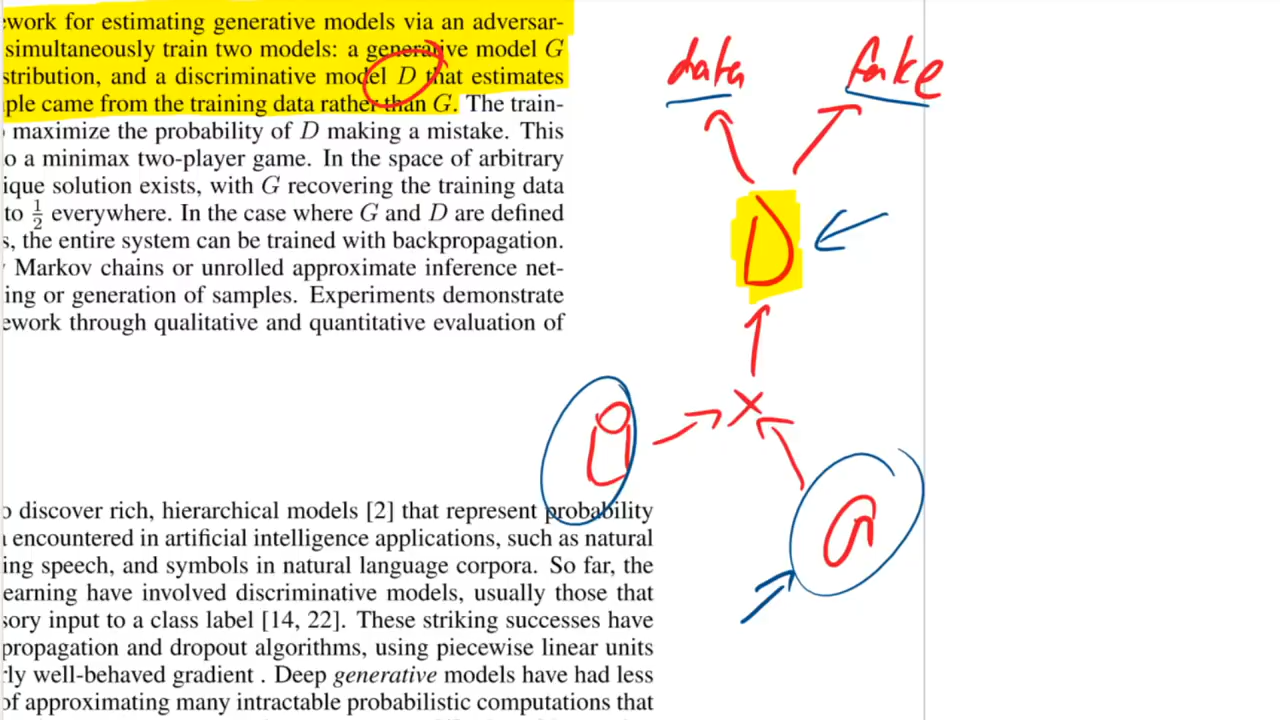 work for estimating generative models via an adversar-
simultaneously train two models: a generative model G
stribution, and a discriminative model D that estimates
ple came from the training data rather than G. The train-
maximize the probability of D making a mistake. This
o a minimax two-player game. In the space of arbitrary
ique solution exists, with G recovering the training data
to 1/2 everywhere. In the case where G and D are defined
s, the entire system can be trained with backpropagation.
Markov chains or unrolled approximate inference net-
ing or generation of samples. Experiments demonstrate
ework through qualitative and quantitative evaluation of
data fake
D
x
G
o discover rich, hierarchical models [2] that represent probability
encountered in artificial intelligence applications, such as natural
ing speech, and symbols in natural language corpora. So far, the
earning have involved discriminative models, usually those that
sory input to a class label [14, 22]. These striking successes have
propagation and dropout algorithms, using piecewise linear units
rly well-behaved gradient . Deep generative models have had less
of approximating many intractable probabilistic computations that